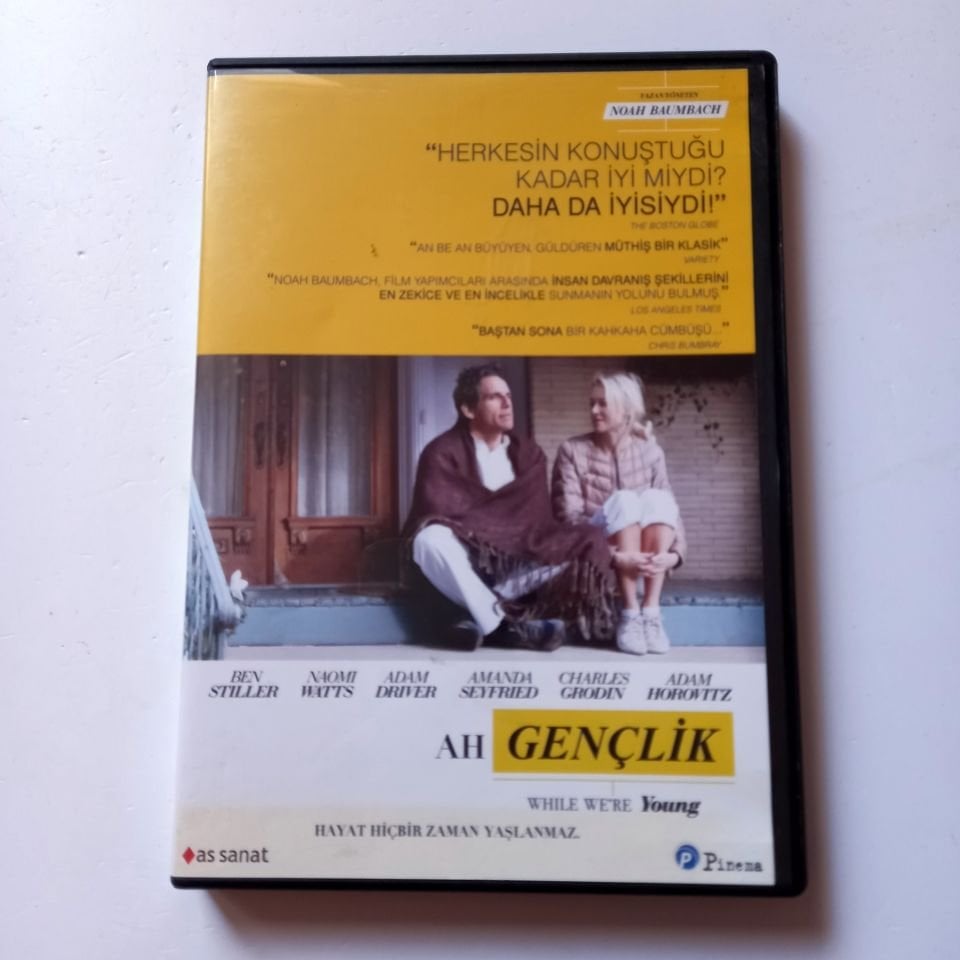 YAZAN YÖNETEN
NOAH BAUMBACH
“HERKESİN KONUŞTUĞU
KADAR İYİ MİYDİ?
DAHA DA İYİSİYDİ!”
THE BOSTON GLOBE
“AN BE AN BÜYÜYEN, GÜLDÜREN MÜTHİŞ BİR KLASİK”
VARIETY
“NOAH BAUMBACH, FİLM YAPIMCILARI ARASINDA İNSAN DAVRANIŞ ŞEKİLLERİNİ
EN ZEKİCE VE EN İNCELİKLE SUNMANIN YOLUNU BULMUŞ.”
LOS ANGELES TIMES
“BAŞTAN SONA BİR KAHKAHA CÜMBÜŞÜ...”
CHRIS BUMBRAY
BEN STILLER NAOMI WATTS ADAM DRIVER AMANDA SEYFRIED CHARLES GRODIN ADAM HOROVITZ
AH GENÇLİK
WHILE WE'RE Young
HAYAT HİÇBİR ZAMAN YAŞLANMAZ.
as sanat
P Pinema